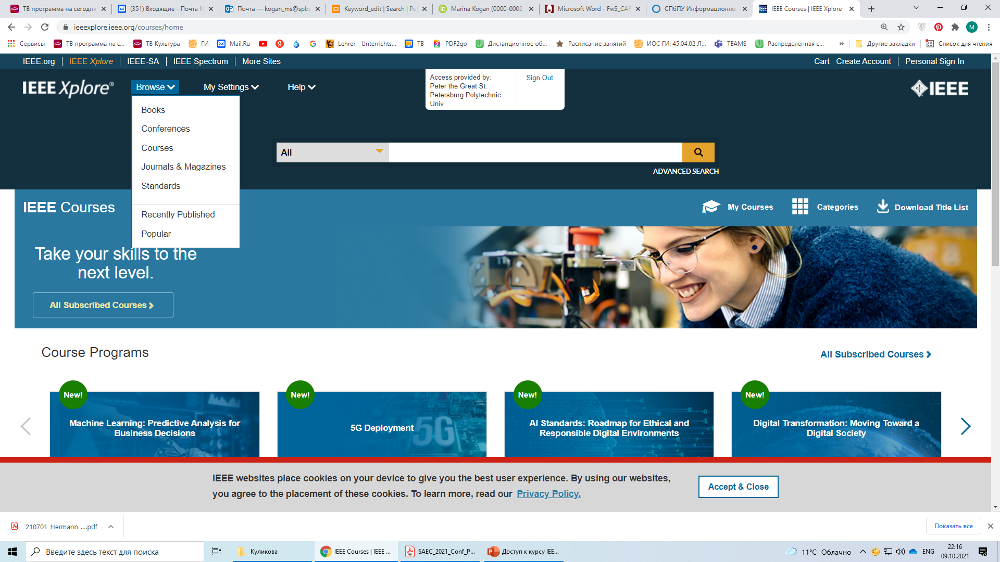 ТВ программа на сегодня
(351) Входящие - Почта M
Почта — kogan_ms@spbs
Keyword_edit | Search | Pu
Marina Kogan (0000-0002-
Microsoft Word - FwS_CAF
СПбПУ Информационно-
IEEE Courses | IEEE Xplore
ieeexplore.ieee.org/courses/home
M
Сервисы
ТВ программа на с...
ТВ Культура
ГИ
Mail.Ru
Lehrer - Unterrichts...
ТВ
PDF2go
Дистанционное об...
Расписание занятий
ИОС ГИ: 45.04.02 Л...
TEAMS
Распределённая с...
»
Другие закладки
Список для чтения
IEEE.org
IEEE Xplore
IEEE-SA
IEEE Spectrum
More Sites
Cart
Create Account
Personal Sign In
IEEE Xplore®
Browse
My Settings
Help
Access provided by:
Peter the Great St.
Petersburg Polytechnic
Univ
Sign Out
IEEE
Books
Conferences
Courses
Journals & Magazines
Standards
Recently Published
Popular
All
ADVANCED SEARCH
IEEE Courses
My Courses
Categories
Download Title List
Take your skills to the
next level.
All Subscribed Courses
Course Programs
All Subscribed Courses
New!
Machine Learning: Predictive Analysis for
Business Decisions
New!
5G Deployment
5G
New!
AI Standards: Roadmap for Ethical and
Responsible Digital Environments
New!
Digital Transformation: Moving Toward a
Digital Society
IEEE websites place cookies on your device to give you the best user experience. By using our websites,
you agree to the placement of these cookies. To learn more, read our Privacy Policy.
Accept & Close
210701_Hermann_....pdf
Показать все
Введите здесь текст для поиска
Куликова
IEEE Courses | IEEE ...
SAEC_2021_Conf_P...
Доступ к курсу IEE...
11°C Облачно
ENG
22:16
09.10.2021